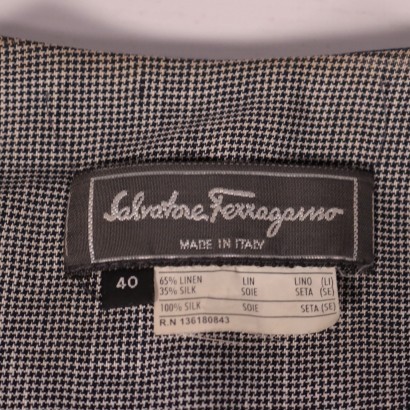 Salvatore Ferragamo
MADE IN ITALY
40
65% LINEN LIN LINO (LI)
35% SILK SOIE SETA (SE)
100% SILK SOIE SETA (SE)
R.N 136180843